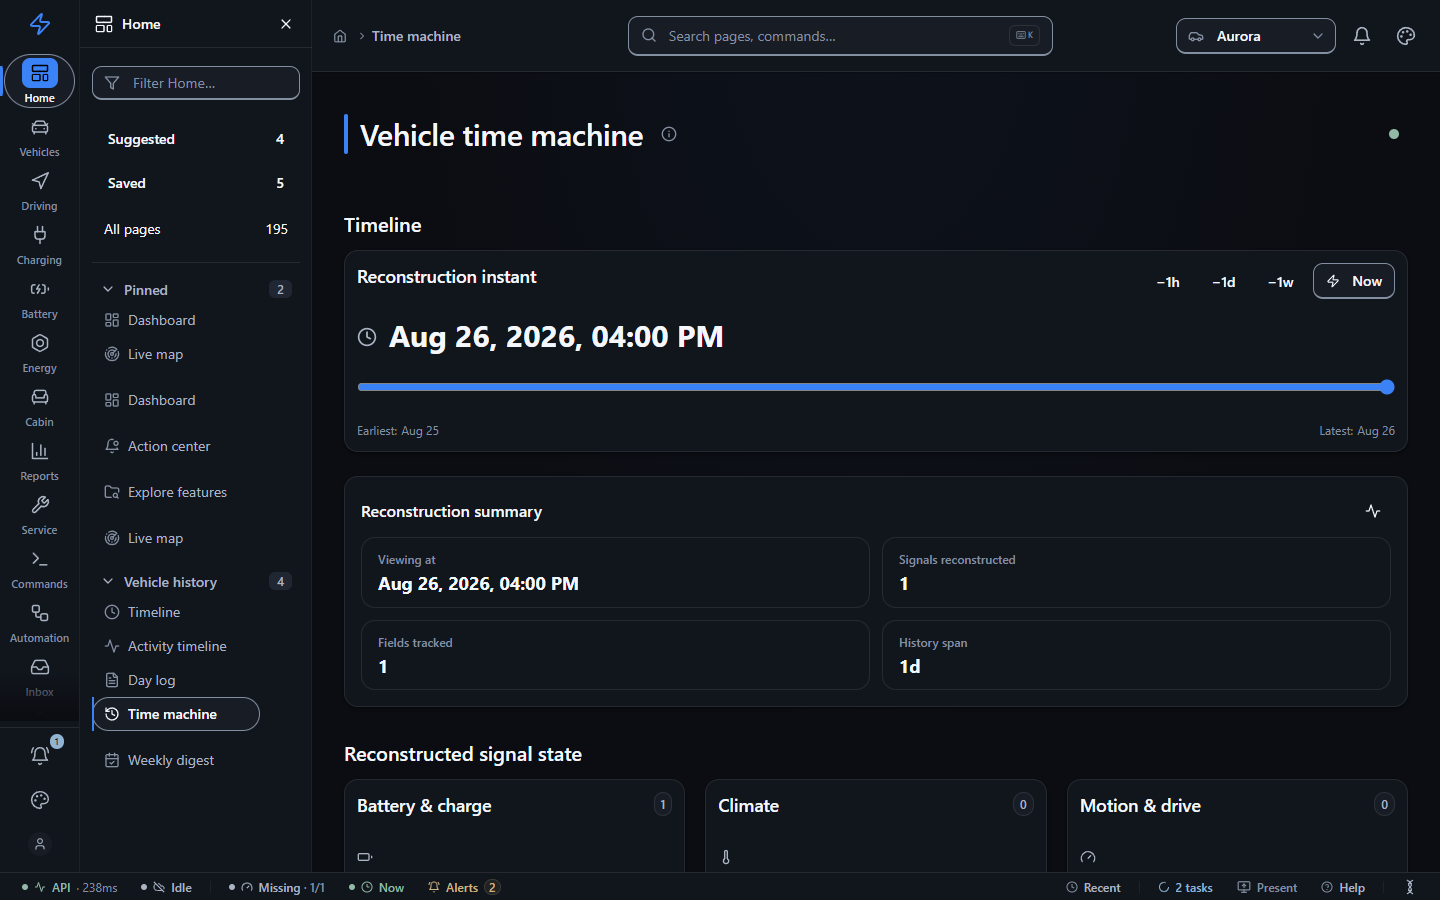 Home
Time machine
Search pages, commands...
K
Aurora
Home
Vehicles
Driving
Charging
Battery
Energy
Cabin
Reports
Service
Commands
Automation
Inbox
1
Filter Home...
Suggested 4
Saved 5
All pages 195
Pinned 2
Dashboard
Live map
Dashboard
Action center
Explore features
Live map
Vehicle history 4
Timeline
Activity timeline
Day log
Time machine
Weekly digest
Vehicle time machine
Timeline
Reconstruction instant
−1h −1d −1w Now
Aug 26, 2026, 04:00 PM
Earliest: Aug 25 Latest: Aug 26
Reconstruction summary
Viewing at
Aug 26, 2026, 04:00 PM
Signals reconstructed
1
Fields tracked
1
History span
1d
Reconstructed signal state
Battery & charge 1
Climate 0
Motion & drive 0
API · 238ms Idle Missing · 1/1 Now Alerts 2 Recent 2 tasks Present Help